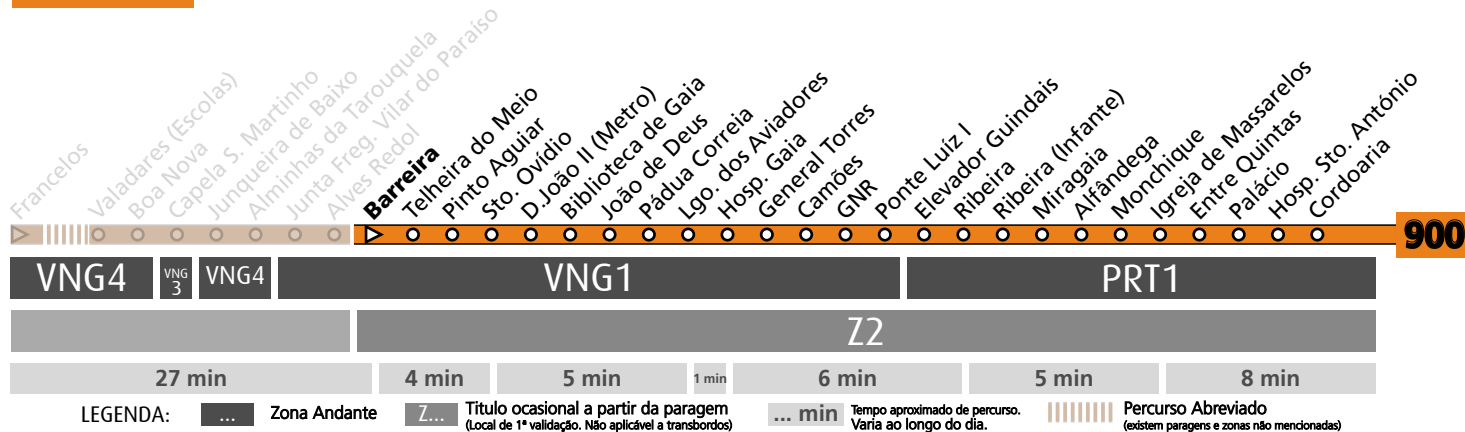 Francelos
Valadares (Escolas)
Boa Nova
Capela S. Martinho
Junqueira de Baixo
Alminhas da Tarouquela
Junta Freg. Vilar do Paraíso
Alves Redol
Barreira
Telheira do Meio
Pinto Aguiar
Sto. Ovídio
D.João II (Metro)
Biblioteca de Gaia
João de Deus
Pádua Correia
Lgo. dos Aviadores
Hosp. Gaia
General Torres
Camões
GNR
Ponte Luíz I
Elevador Guindais
Ribeira
Ribeira (Infante)
Miragaia
Alfândega
Monchique
Igreja de Massarelos
Entre Quintas
Palácio
Hosp. Sto. António
Cordoaria
900
VNG4
VNG
3
VNG4
VNG1
PRT1
Z2
27 min
4 min
5 min
1 min
6 min
5 min
8 min
LEGENDA:
...
Zona Andante
Z...
Titulo ocasional a partir da paragem
(Local de 1ª validação. Não aplicável a transbordos)
... min
Tempo aproximado de percurso.
Varia ao longo do dia.
Percurso Abreviado
(existem paragens e zonas não mencionadas)